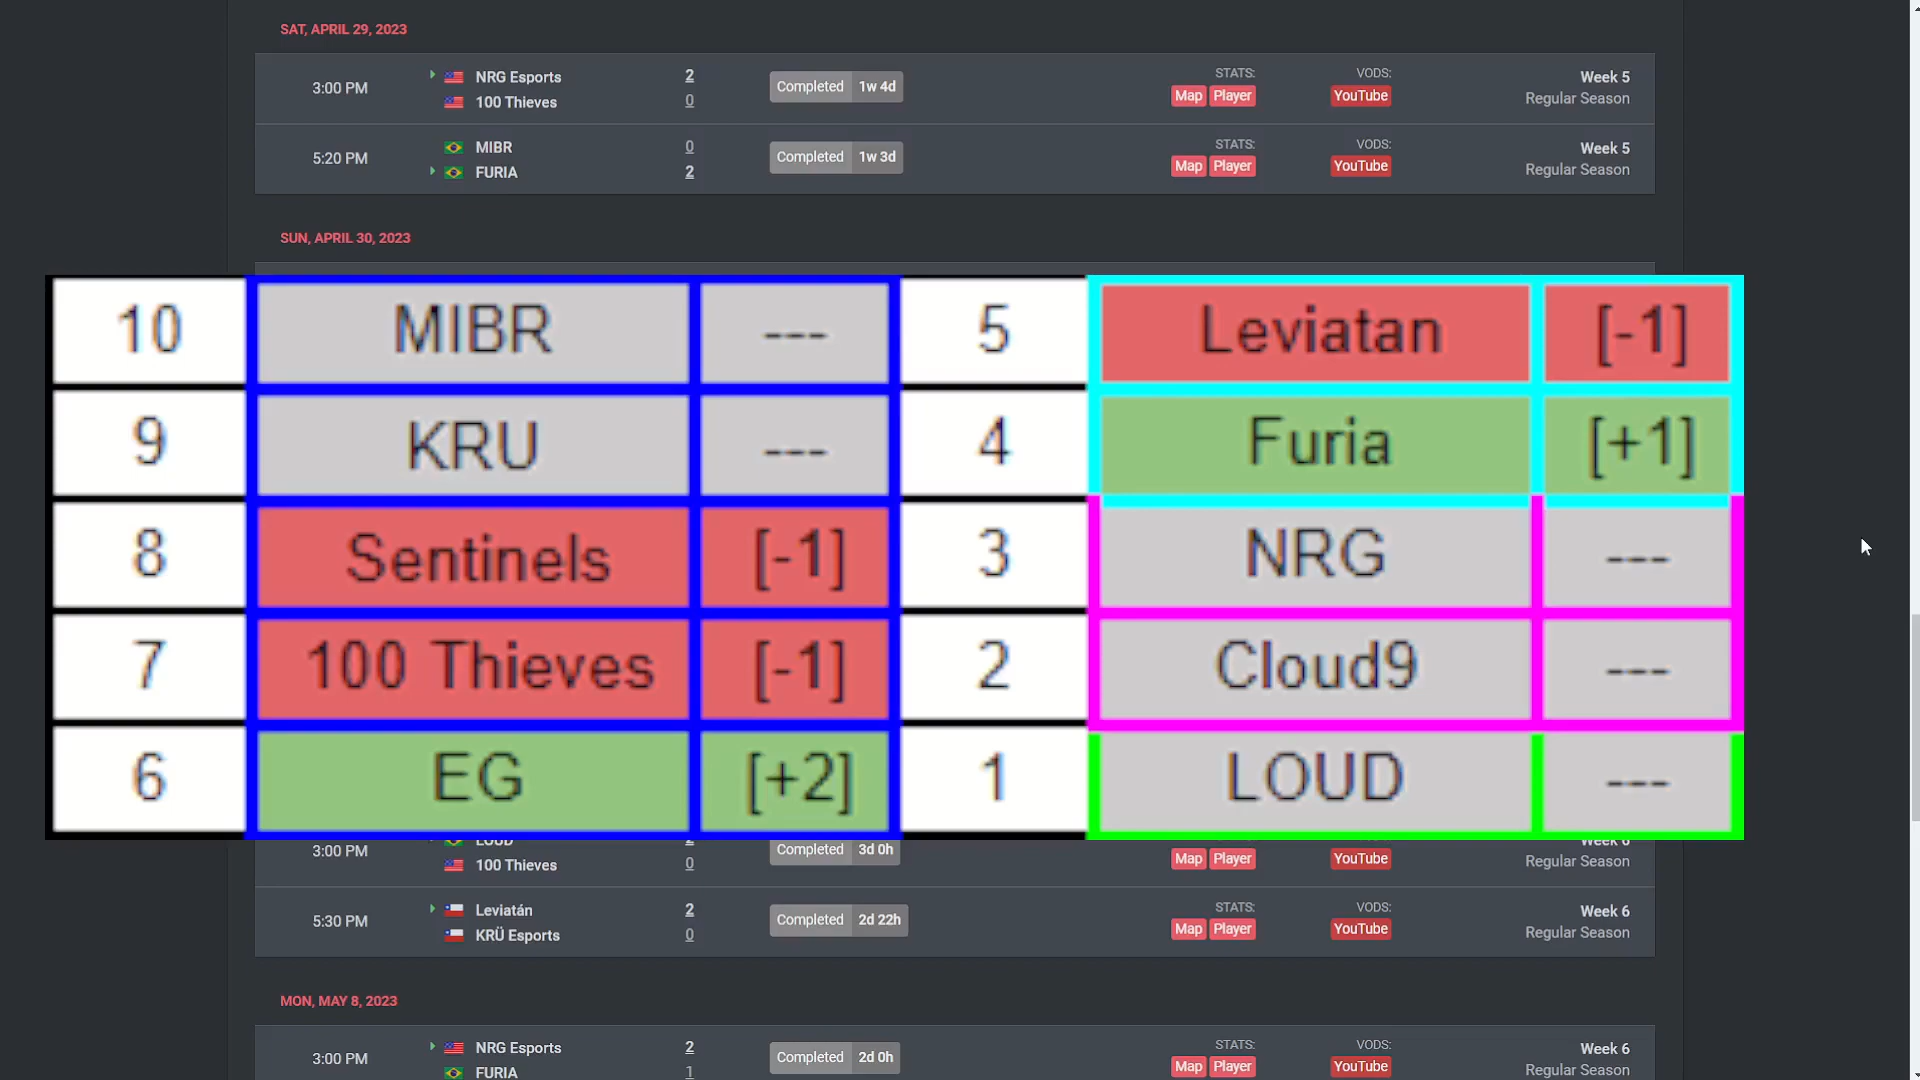 SAT, APRIL 29, 2023
3:00 PM NRG Esports 2 Completed 1w 4d STATS: Map Player VODS: YouTube Week 5
100 Thieves 0 Regular Season
5:20 PM MIBR 0 Completed 1w 3d STATS: Map Player VODS: YouTube Week 5
FURIA 2 Regular Season
SUN, APRIL 30, 2023
10 MIBR --- 5 Leviatan [-1]
9 KRU --- 4 Furia [+1]
8 Sentinels [-1] 3 NRG ---
7 100 Thieves [-1] 2 Cloud9 ---
6 EG [+2] 1 LOUD ---
3:00 PM LOUD 2 Completed 3d 0h Map Player YouTube Week 6
100 Thieves 0 Regular Season
5:30 PM Leviatán 2 Completed 2d 22h STATS: Map Player VODS: YouTube Week 6
KRÜ Esports 0 Regular Season
MON, MAY 8, 2023
3:00 PM NRG Esports 2 Completed 2d 0h STATS: Map Player VODS: YouTube Week 6
FURIA 1 Regular Season